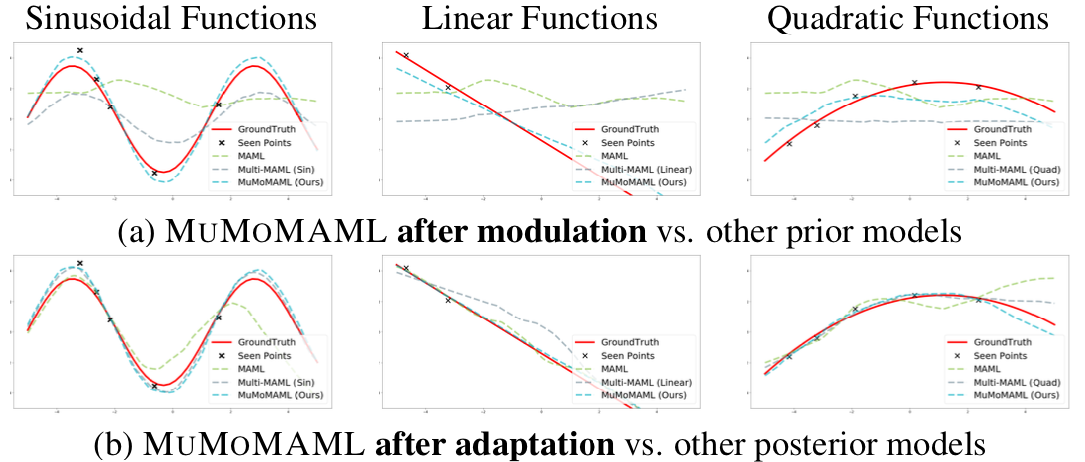 Sinusoidal Functions Linear Functions Quadratic Functions
GroundTruth
Seen Points
MAML
Multi-MAML (Sin)
MuMoMAML (Ours)
GroundTruth
Seen Points
MAML
Multi-MAML (Linear)
MuMoMAML (Ours)
GroundTruth
Seen Points
MAML
Multi-MAML (Quad)
MuMoMAML (Ours)
(a) MUMOMAML after modulation vs. other prior models
GroundTruth
Seen Points
MAML
Multi-MAML (Sin)
MuMoMAML (Ours)
GroundTruth
Seen Points
MAML
Multi-MAML (Linear)
MuMoMAML (Ours)
GroundTruth
Seen Points
MAML
Multi-MAML (Quad)
MuMoMAML (Ours)
(b) MUMOMAML after adaptation vs. other posterior models